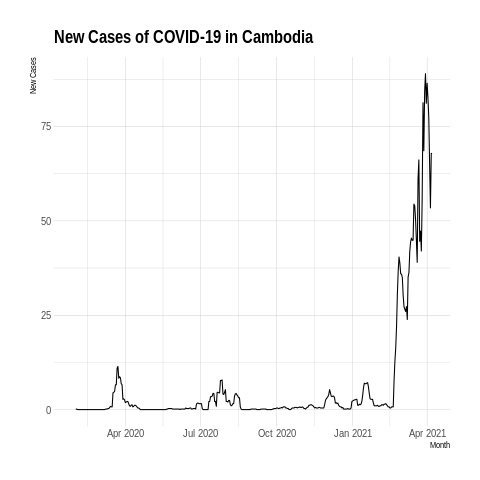 New Cases of COVID-19 in Cambodia
New Cases
75
50
25
0
Apr 2020 Jul 2020 Oct 2020 Jan 2021 Apr 2021
Month